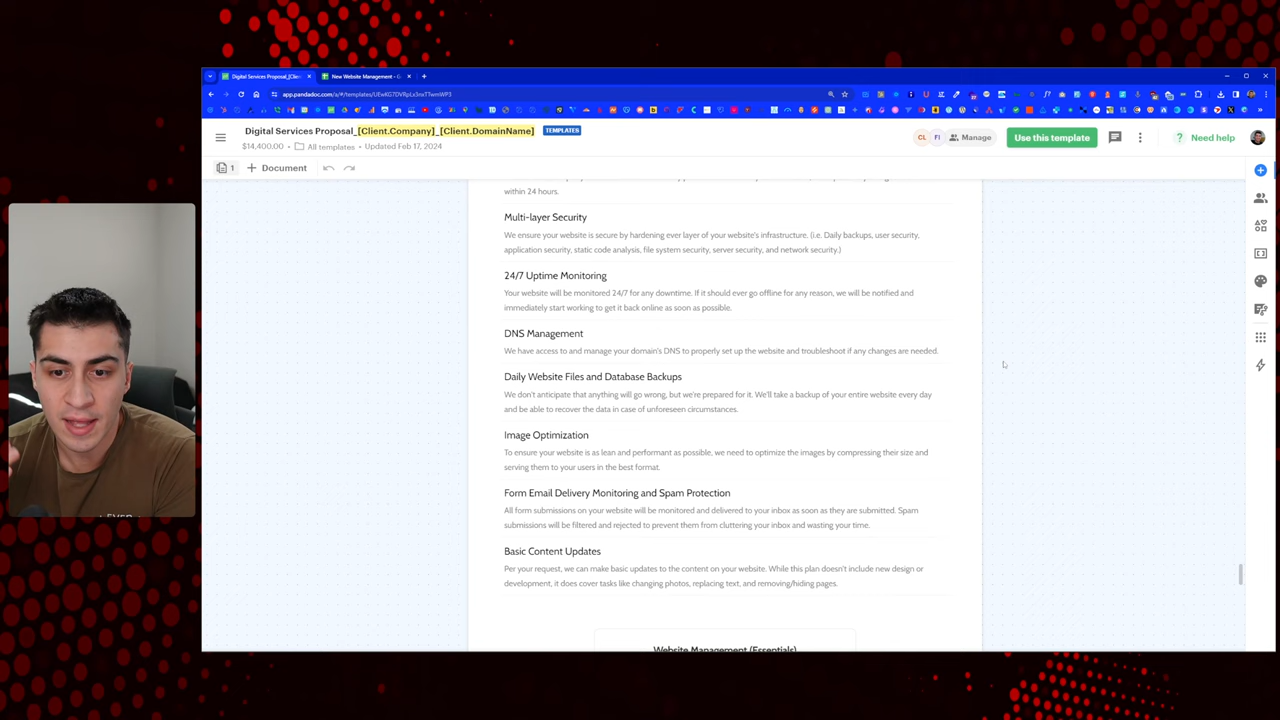 Digital Services Proposal_[Clien
New Website Management - G
app.pandadoc.com/a/#/templates/
Digital Services Proposal_[Client.Company]_[Client.DomainName] TEMPLATES
$14,400.00 • All templates • Updated Feb 17, 2024
CL FI Manage Use this template Need help
1 + Document
within 24 hours.
Multi-layer Security
We ensure your website is secure by hardening ever layer of your website's infrastructure. (i.e. Daily backups, user security,
application security, static code analysis, file system security, server security, and network security.)
24/7 Uptime Monitoring
Your website will be monitored 24/7 for any downtime. If it should ever go offline for any reason, we will be notified and
immediately start working to get it back online as soon as possible.
DNS Management
We have access to and manage your domain's DNS to properly set up the website and troubleshoot if any changes are needed.
Daily Website Files and Database Backups
We don't anticipate that anything will go wrong, but we're prepared for it. We'll take a backup of your entire website every day
and be able to recover the data in case of unforeseen circumstances.
Image Optimization
To ensure your website is as lean and performant as possible, we need to optimize the images by compressing their size and
serving them to your users in the best format.
Form Email Delivery Monitoring and Spam Protection
All form submissions on your website will be monitored and delivered to your inbox as soon as they are submitted. Spam
submissions will be filtered and rejected to prevent them from cluttering your inbox and wasting your time.
Basic Content Updates
Per your request, we can make basic updates to the content on your website. While this plan doesn't include new design or
development, it does cover tasks like changing photos, replacing text, and removing/hiding pages.
Website Management (Essentials)